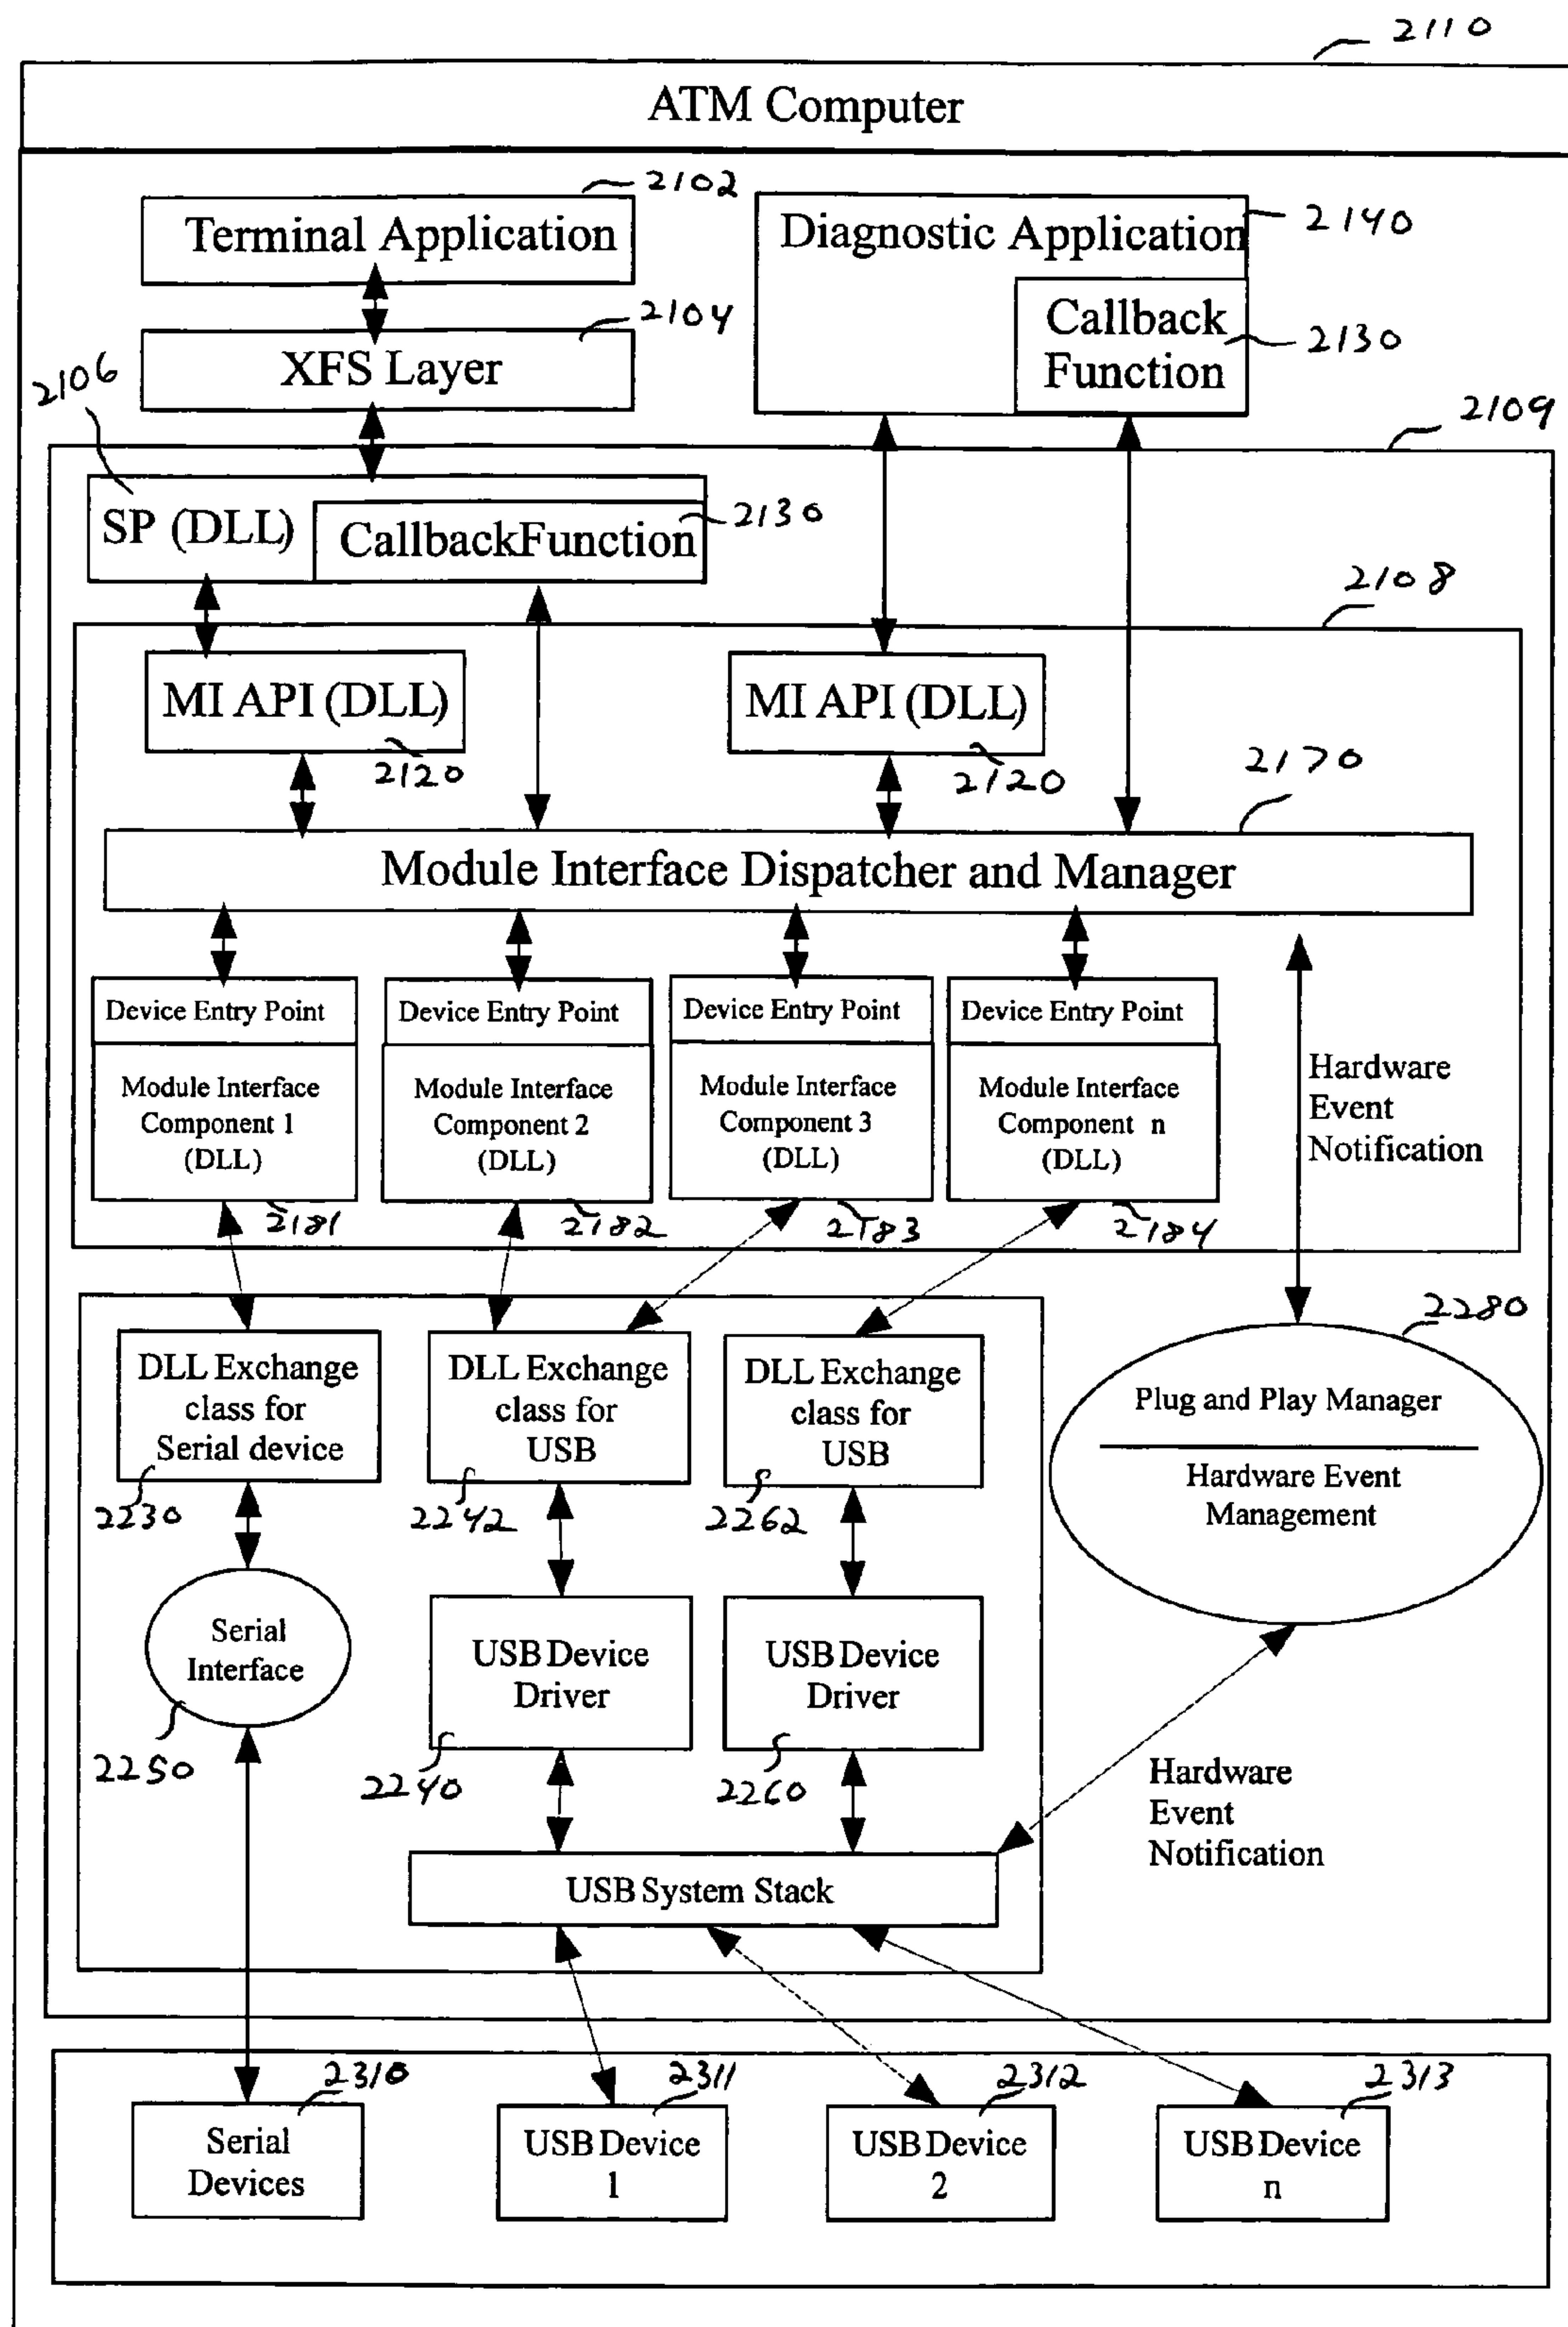 2110
ATM Computer
2102
Terminal Application
2140
Diagnostic Application
Callback
Function
2130
2104
XFS Layer
2106
2109
SP (DLL)
CallbackFunction
2130
2108
MI API (DLL)
2120
MI API (DLL)
2120
2170
Module Interface Dispatcher and Manager
Device Entry Point
Device Entry Point
Device Entry Point
Device Entry Point
Module Interface
Component 1
(DLL)
2181
Module Interface
Component 2
(DLL)
2182
Module Interface
Component 3
(DLL)
2183
Module Interface
Component n
(DLL)
2184
Hardware
Event
Notification
2280
DLL Exchange
class for
Serial device
2230
DLL Exchange
class for
USB
2242
DLL Exchange
class for
USB
2262
Plug and Play Manager
Hardware Event
Management
Serial
Interface
2250
USB Device
Driver
2240
USB Device
Driver
2260
Hardware
Event
Notification
USB System Stack
2310
Serial
Devices
2311
USB Device
1
2312
USB Device
2
2313
USB Device
n